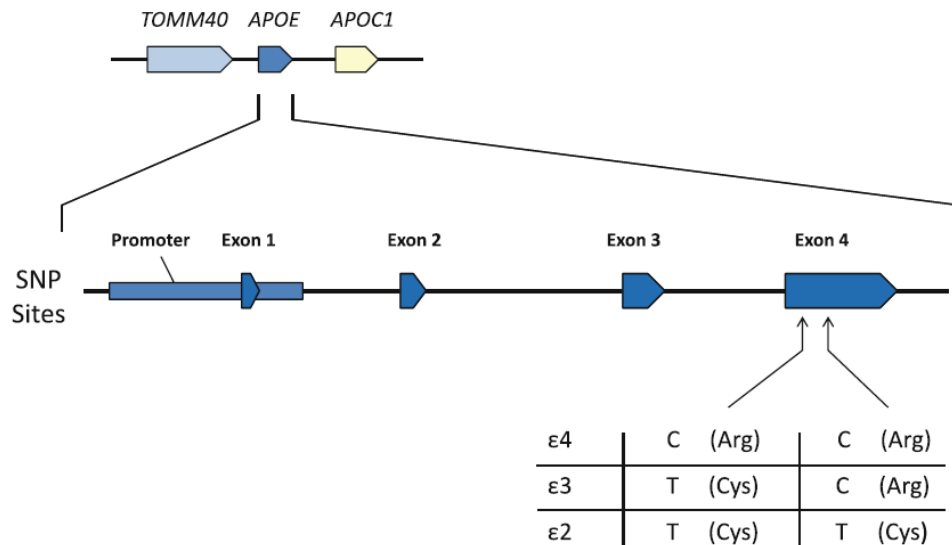 TOMM40 APOE APOC1
Promoter Exon 1 Exon 2 Exon 3 Exon 4
SNP
Sites
ε4 C (Arg) C (Arg)
ε3 T (Cys) C (Arg)
ε2 T (Cys) T (Cys)